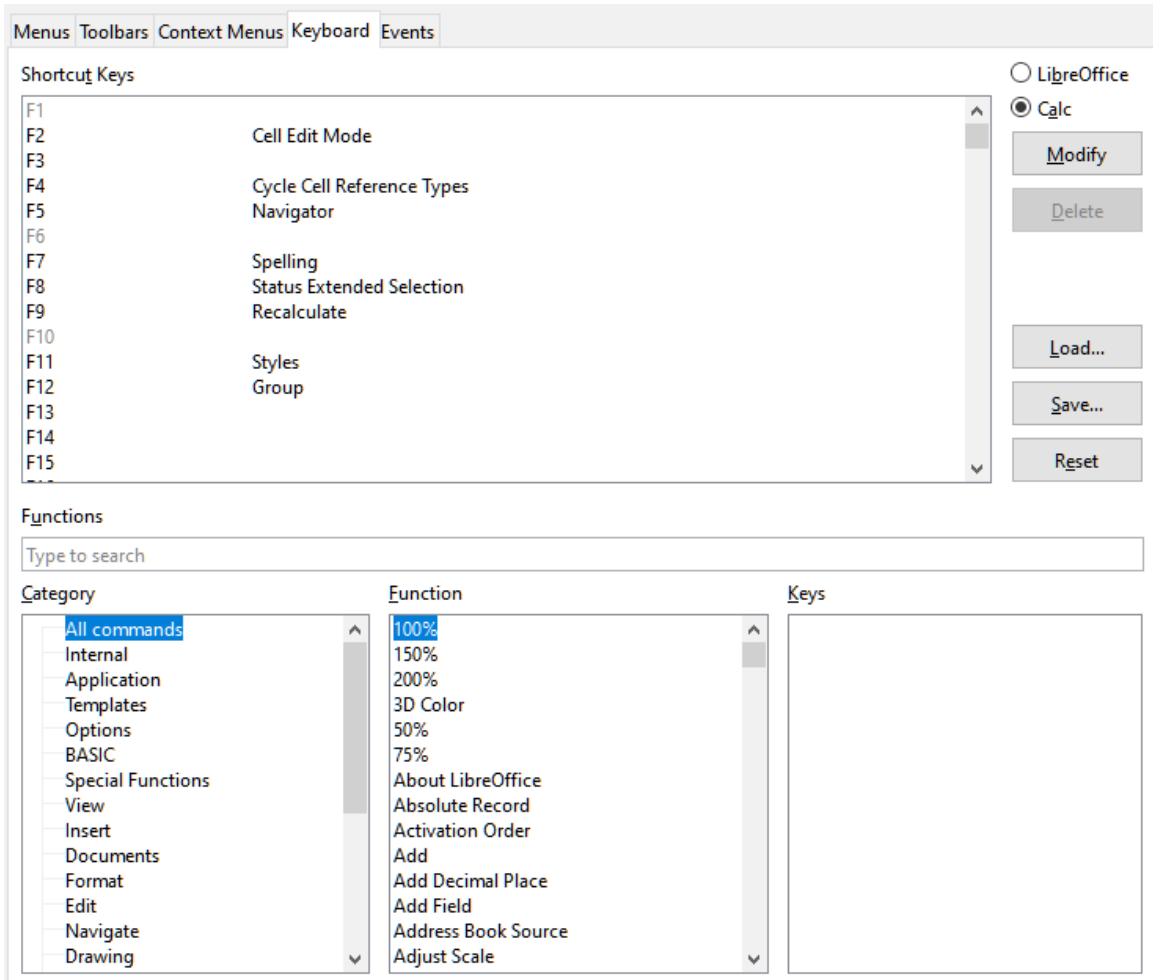 Menus Toolbars Context Menus Keyboard Events
Shortcut Keys
LibreOffice
Calc
Modify
Delete
Load...
Save...
Reset
F1
F2 Cell Edit Mode
F3
F4 Cycle Cell Reference Types
F5 Navigator
F6
F7 Spelling
F8 Status Extended Selection
F9 Recalculate
F10
F11 Styles
F12 Group
F13
F14
F15
Functions
Type to search
Category
All commands
Internal
Application
Templates
Options
BASIC
Special Functions
View
Insert
Documents
Format
Edit
Navigate
Drawing
Function
100%
150%
200%
3D Color
50%
75%
About LibreOffice
Absolute Record
Activation Order
Add
Add Decimal Place
Add Field
Address Book Source
Adjust Scale
Keys